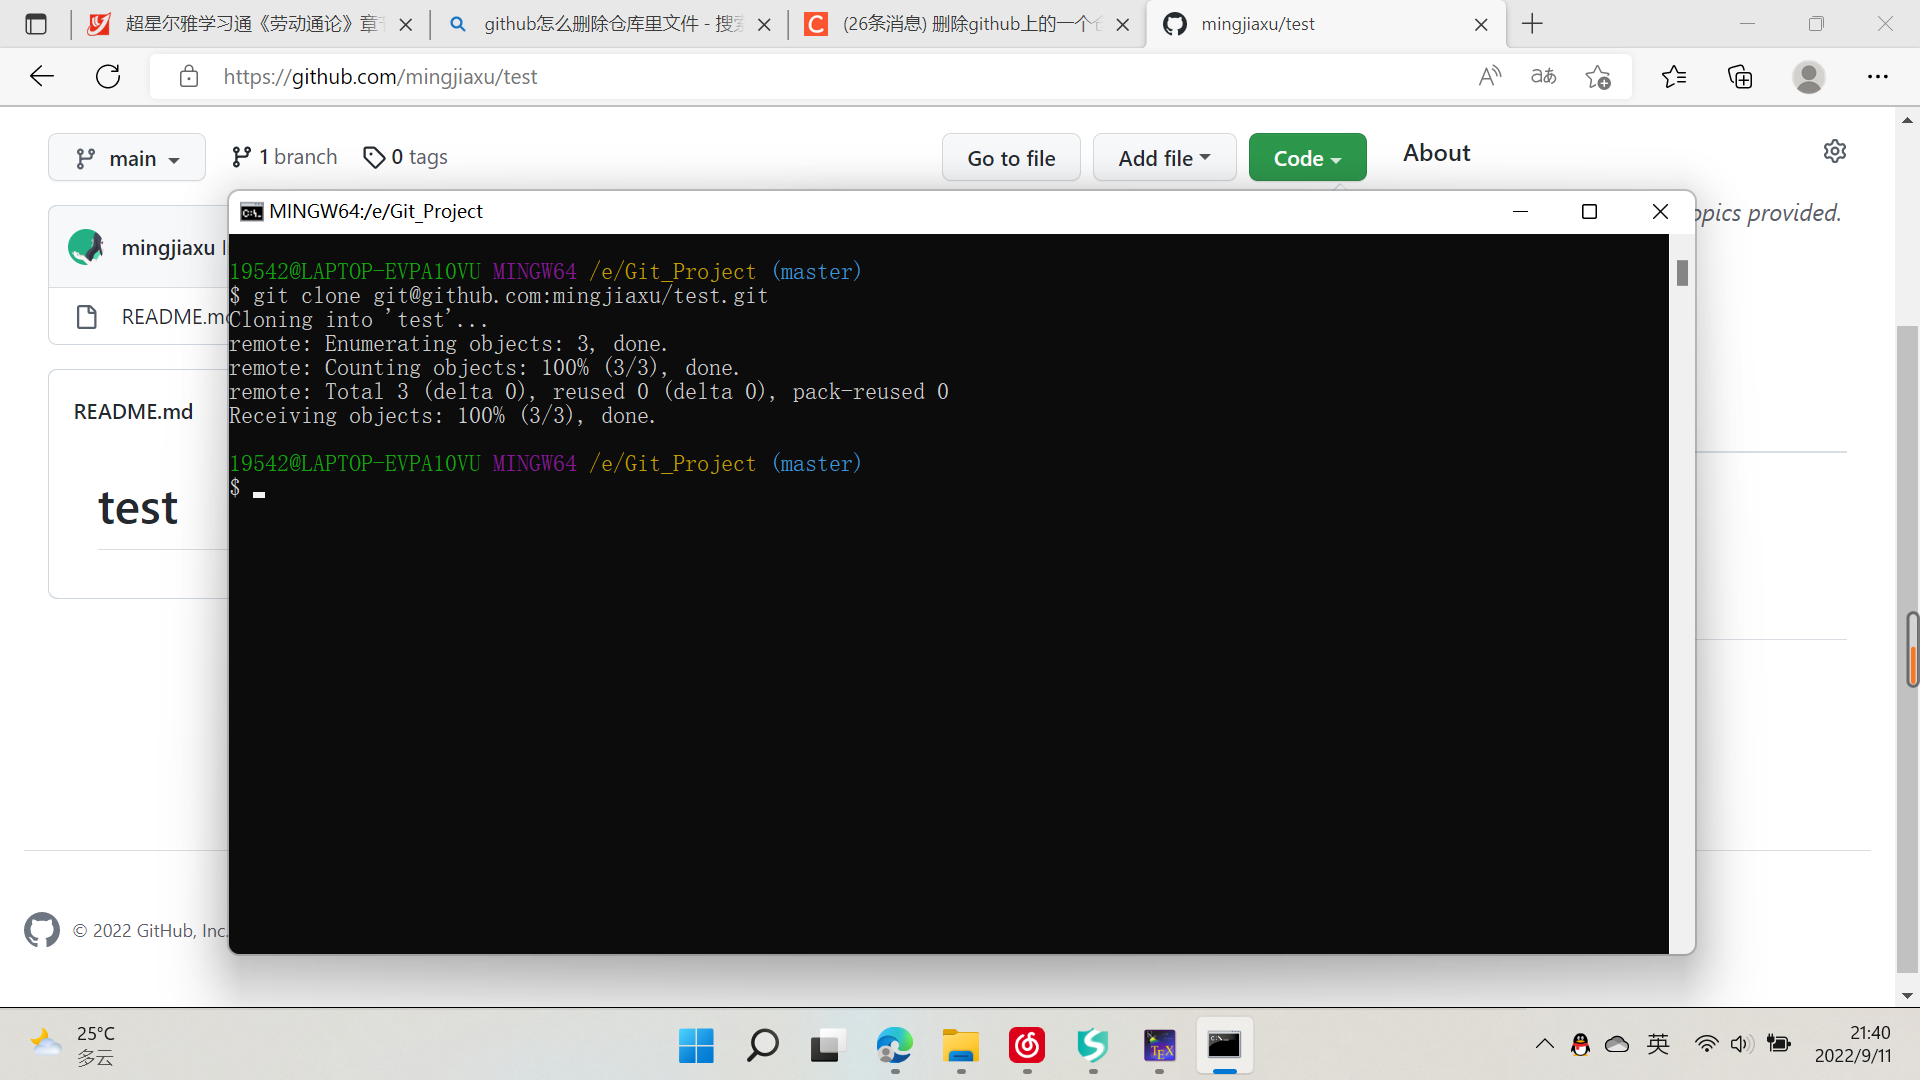 超星尔雅学习通《劳动通论》章
github怎么删除仓库里文件 - 搜索
(26条消息) 删除github上的一个
mingjiaxu/test
https://github.com/mingjiaxu/test
main
1 branch
0 tags
Go to file
Add file
Code
About
opics provided.
mingjiaxu
README.md
README.md
test
© 2022 GitHub, Inc.
MINGW64:/e/Git_Project
19542@LAPTOP-EVPA10VU MINGW64 /e/Git_Project (master)
$ git clone git@github.com:mingjiaxu/test.git
Cloning into 'test'...
remote: Enumerating objects: 3, done.
remote: Counting objects: 100% (3/3), done.
remote: Total 3 (delta 0), reused 0 (delta 0), pack-reused 0
Receiving objects: 100% (3/3), done.
19542@LAPTOP-EVPA10VU MINGW64 /e/Git_Project (master)
$
25°C
多云
英
21:40
2022/9/11